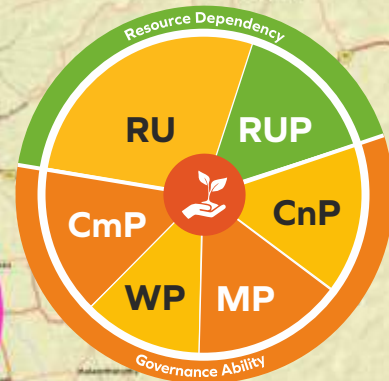 Resource Dependency
RU
RUP
CmP
CnP
WP
MP
Governance Ability